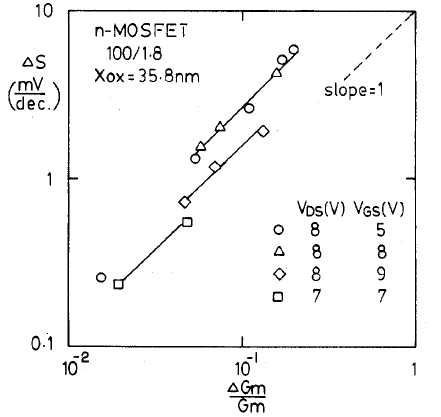 10
n-MOSFET
100/1.8
Xox=35.8nm
ΔS
(mV/dec.)
slope=1
1
VDS(V) VGS(V)
○ 8 5
△ 8 8
◇ 8 9
□ 7 7
0.1
10⁻² 10⁻¹ 1
ΔGm
Gm